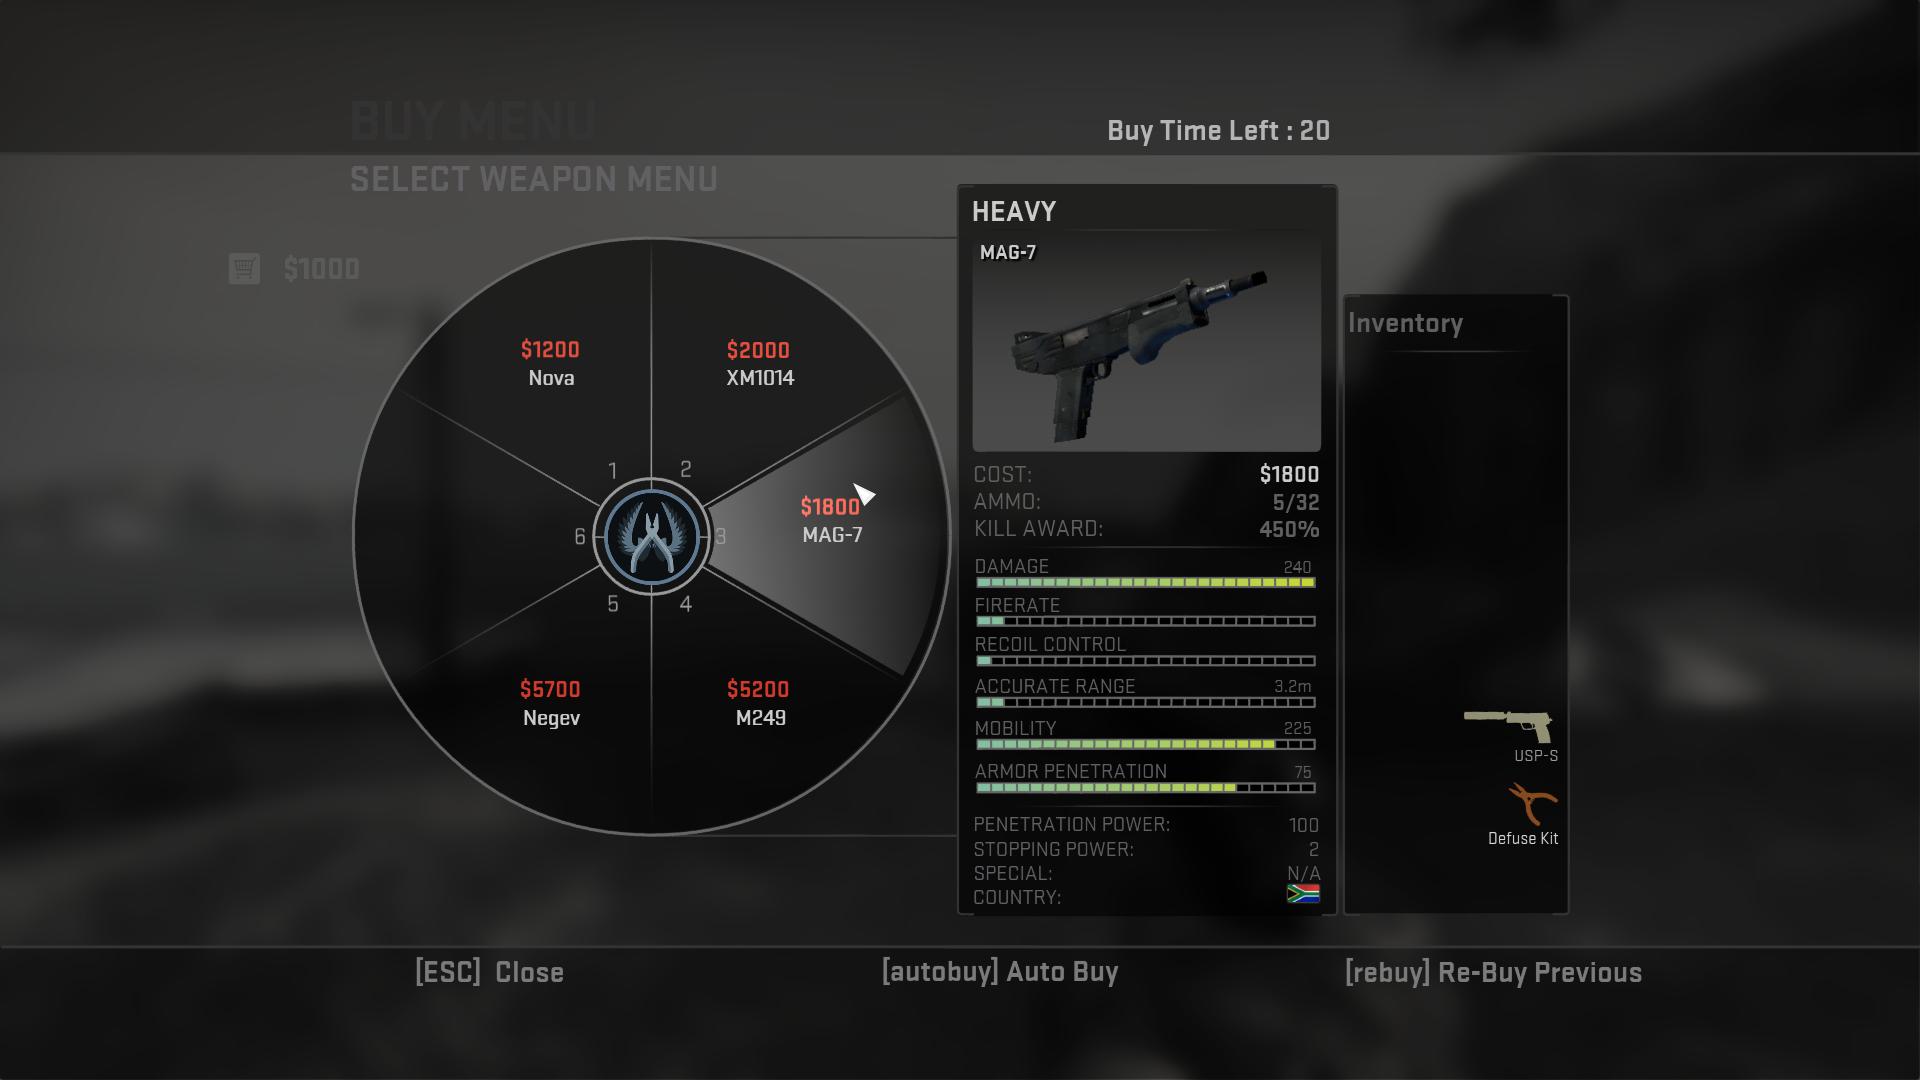 BUY MENU
Buy Time Left : 20
SELECT WEAPON MENU
$1000
$1200
Nova
$2000
XM1014
$1800
MAG-7
$5200
M249
$5700
Negev
1
2
3
4
5
6
HEAVY
MAG-7
COST: $1800
AMMO: 5/32
KILL AWARD: 450%
DAMAGE 240
FIRERATE
RECOIL CONTROL
ACCURATE RANGE 3.2m
MOBILITY 225
ARMOR PENETRATION 75
PENETRATION POWER: 100
STOPPING POWER: 2
SPECIAL: N/A
COUNTRY:
Inventory
USP-S
Defuse Kit
[ESC] Close
[autobuy] Auto Buy
[rebuy] Re-Buy Previous